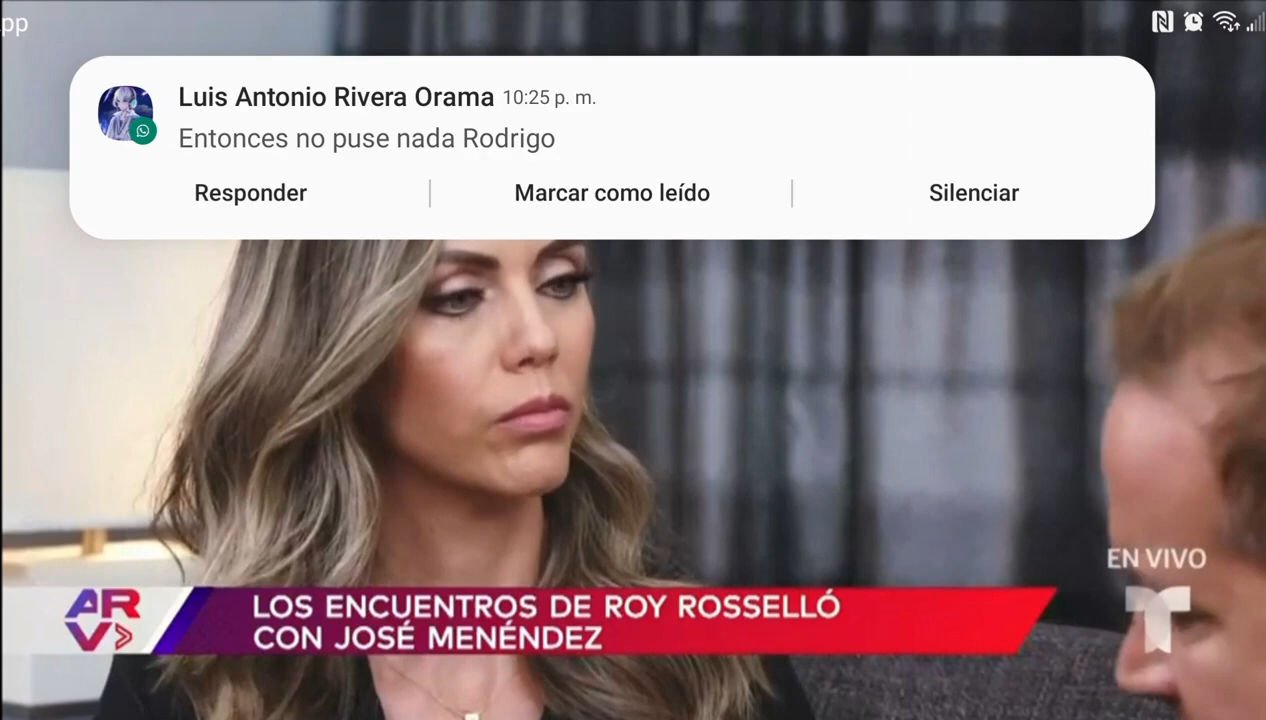 pp
Luis Antonio Rivera Orama 10:25 p. m.
Entonces no puse nada Rodrigo
Responder
Marcar como leído
Silenciar
EN VIVO
ARV
LOS ENCUENTROS DE ROY ROSSELLÓ
CON JOSÉ MENÉNDEZ